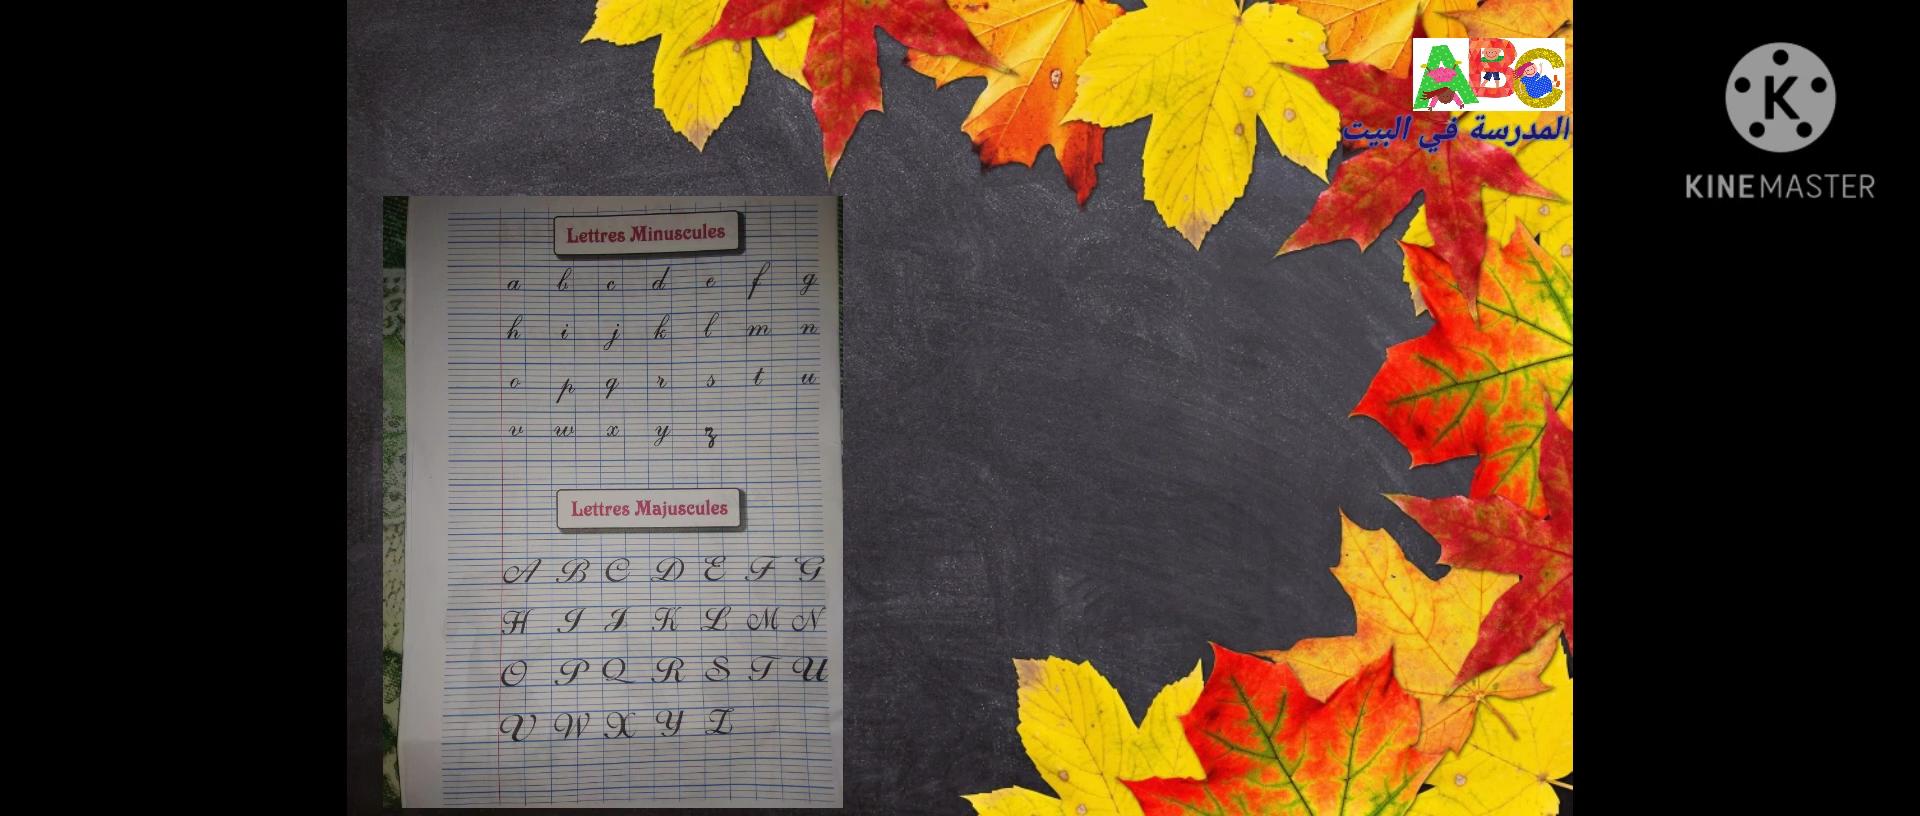 ABC
المدرسة في البيت
K
KINEMASTER
Lettres Minuscules
a b c d e f g
h i j k l m n
o p q r s t u
v w x y z
Lettres Majuscules
A B C D E F G
H I J K L M N
O P Q R S T U
V W X Y Z